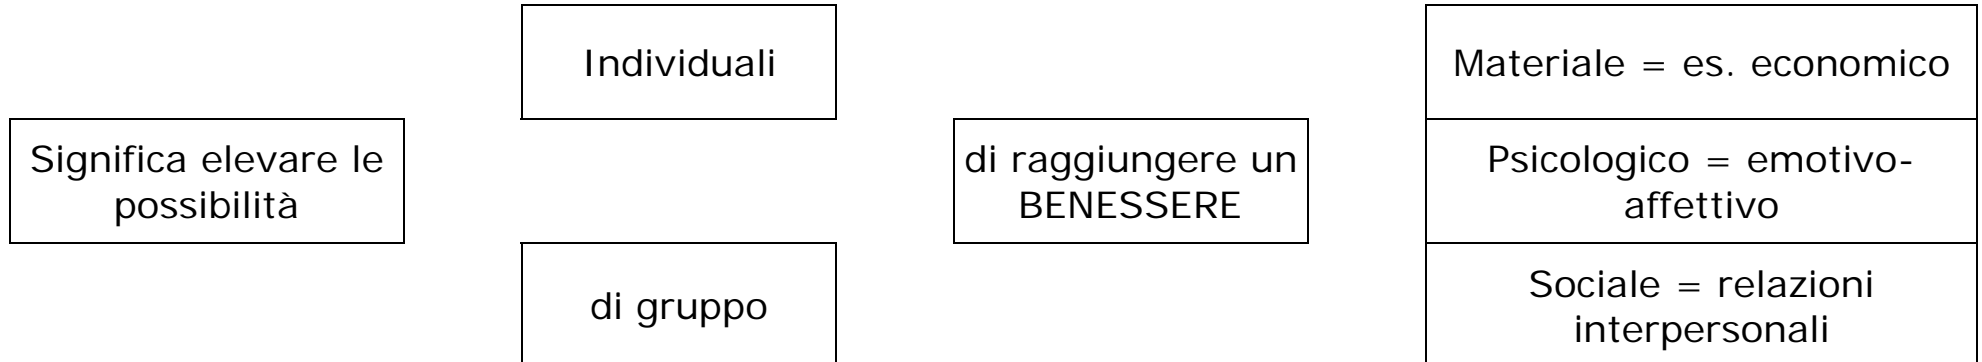 Significa elevare le
possibilità
Individuali
di gruppo
di raggiungere un
BENESSERE
Materiale = es. economico
Psicologico = emotivo-
affettivo
Sociale = relazioni
interpersonali